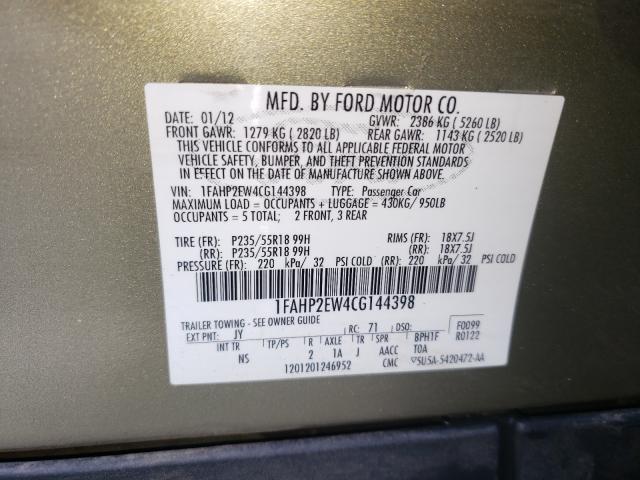 MFD. BY FORD MOTOR CO.
DATE: 01/12 GVWR: 2386 KG ( 5260 LB)
FRONT GAWR: 1279 KG ( 2820 LB) REAR GAWR: 1143 KG ( 2520 LB)
THIS VEHICLE CONFORMS TO ALL APPLICABLE FEDERAL MOTOR
VEHICLE SAFETY, BUMPER, AND THEFT PREVENTION STANDARDS
IN EFFECT ON THE DATE OF MANUFACTURE SHOWN ABOVE.
VIN: 1FAHP2EW4CG144398 TYPE: Passenger Car
MAXIMUM LOAD = OCCUPANTS + LUGGAGE = 430KG/ 950LB
OCCUPANTS = 5 TOTAL; 2 FRONT, 3 REAR
TIRE (FR): P235/55R18 99H RIMS (FR): 18X7.5J
(RR): P235/55R18 99H (RR): 18X7.5J
PRESSURE (FR): 220 kPa/ 32 PSI COLD (RR): 220 kPa/ 32 PSI COLD
1FAHP2EW4CG144398
TRAILER TOWING - SEE OWNER GUIDE
EXT PNT: JY RC: 71 DSO: F0099
INT TR TP/PS R AXLE TR SPR BPH1F R0122
NS 2 1A J AACC TOA
1201201246952 CMC 5U5A-5420472-AA